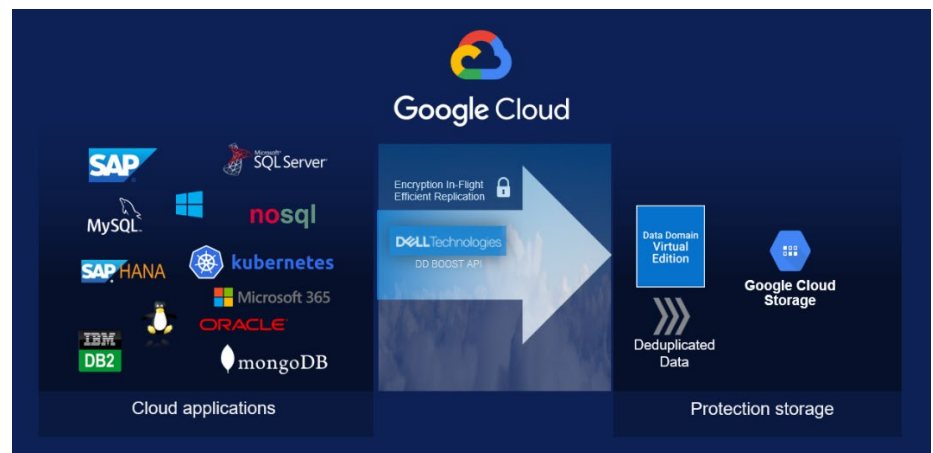 Google Cloud
SAP
Microsoft
SQL Server
MySQL
nosql
SAP HANA
kubernetes
Microsoft 365
ORACLE
IBM
DB2
mongoDB
Cloud applications
Encryption In-Flight
Efficient Replication
DELLTechnologies
DD BOOST API
Data Domain
Virtual
Edition
Google Cloud
Storage
Deduplicated
Data
Protection storage